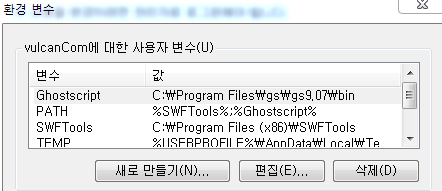 환경 변수
vulcanCom에 대한 사용자 변수(U)
변수 값
Ghostscript C:₩Program Files₩gs₩gs9,07₩bin
PATH %SWFTools%;%Ghostscript%
SWFTools C:₩Program Files (x86)₩SWFTools
TEMP %USERPROFILE%₩AppData₩Local₩Te
새로 만들기(N)... 편집(E)... 삭제(D)